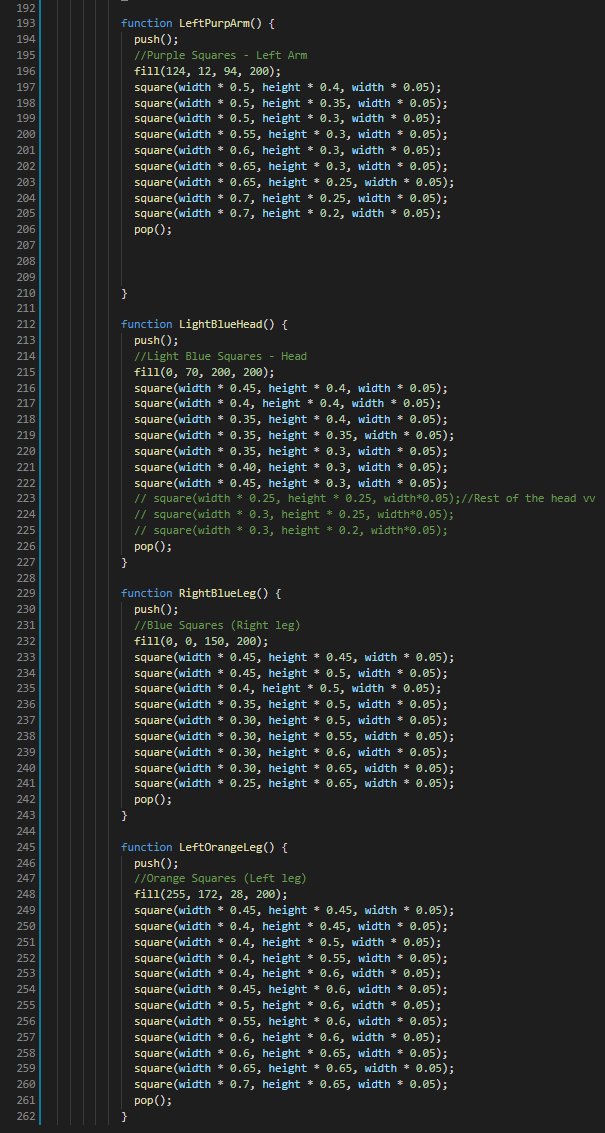 192
193 function LeftPurpArm() {
194 push();
195 //Purple Squares - Left Arm
196 fill(124, 12, 94, 200);
197 square(width * 0.5, height * 0.4, width * 0.05);
198 square(width * 0.5, height * 0.35, width * 0.05);
199 square(width * 0.5, height * 0.3, width * 0.05);
200 square(width * 0.55, height * 0.3, width * 0.05);
201 square(width * 0.6, height * 0.3, width * 0.05);
202 square(width * 0.65, height * 0.3, width * 0.05);
203 square(width * 0.65, height * 0.25, width * 0.05);
204 square(width * 0.7, height * 0.25, width * 0.05);
205 square(width * 0.7, height * 0.2, width * 0.05);
206 pop();
207
208
209
210 }
211
212 function LightBlueHead() {
213 push();
214 //Light Blue Squares - Head
215 fill(0, 70, 200, 200);
216 square(width * 0.45, height * 0.4, width * 0.05);
217 square(width * 0.4, height * 0.4, width * 0.05);
218 square(width * 0.35, height * 0.4, width * 0.05);
219 square(width * 0.35, height * 0.35, width * 0.05);
220 square(width * 0.35, height * 0.3, width * 0.05);
221 square(width * 0.40, height * 0.3, width * 0.05);
222 square(width * 0.45, height * 0.3, width * 0.05);
223 // square(width * 0.25, height * 0.25, width*0.05);//Rest of the head vv
224 // square(width * 0.3, height * 0.25, width*0.05);
225 // square(width * 0.3, height * 0.2, width*0.05);
226 pop();
227 }
228
229 function RightBlueLeg() {
230 push();
231 //Blue Squares (Right leg)
232 fill(0, 0, 150, 200);
233 square(width * 0.45, height * 0.45, width * 0.05);
234 square(width * 0.45, height * 0.5, width * 0.05);
235 square(width * 0.4, height * 0.5, width * 0.05);
236 square(width * 0.35, height * 0.5, width * 0.05);
237 square(width * 0.30, height * 0.5, width * 0.05);
238 square(width * 0.30, height * 0.55, width * 0.05);
239 square(width * 0.30, height * 0.6, width * 0.05);
240 square(width * 0.30, height * 0.65, width * 0.05);
241 square(width * 0.25, height * 0.65, width * 0.05);
242 pop();
243 }
244
245 function LeftOrangeLeg() {
246 push();
247 //Orange Squares (Left leg)
248 fill(255, 172, 28, 200);
249 square(width * 0.45, height * 0.45, width * 0.05);
250 square(width * 0.4, height * 0.45, width * 0.05);
251 square(width * 0.4, height * 0.5, width * 0.05);
252 square(width * 0.4, height * 0.55, width * 0.05);
253 square(width * 0.4, height * 0.6, width * 0.05);
254 square(width * 0.45, height * 0.6, width * 0.05);
255 square(width * 0.5, height * 0.6, width * 0.05);
256 square(width * 0.55, height * 0.6, width * 0.05);
257 square(width * 0.6, height * 0.6, width * 0.05);
258 square(width * 0.6, height * 0.65, width * 0.05);
259 square(width * 0.65, height * 0.65, width * 0.05);
260 square(width * 0.7, height * 0.65, width * 0.05);
261 pop();
262 }